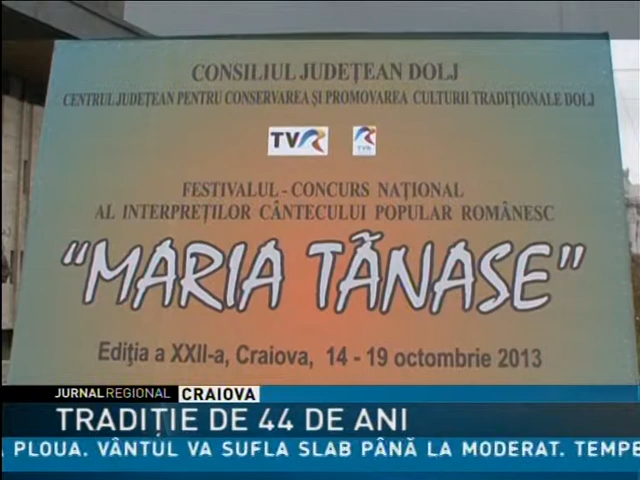 CONSILIUL JUDEȚEAN DOLJ
CENTRUL JUDEȚEAN PENTRU CONSERVAREA ȘI PROMOVAREA CULTURII TRADIȚIONALE DOLJ
TVR
TVR
FESTIVALUL - CONCURS NAȚIONAL
AL INTERPREȚILOR CÂNTECULUI POPULAR ROMÂNESC
"MARIA TĂNASE"
Ediţia a XXII-a, Craiova, 14 - 19 octombrie 2013
JURNAL REGIONAL CRAIOVA
TRADIȚIE DE 44 DE ANI
PLOUA. VÂNTUL VA SUFLA SLAB PÂNĂ LA MODERAT. TEMPE